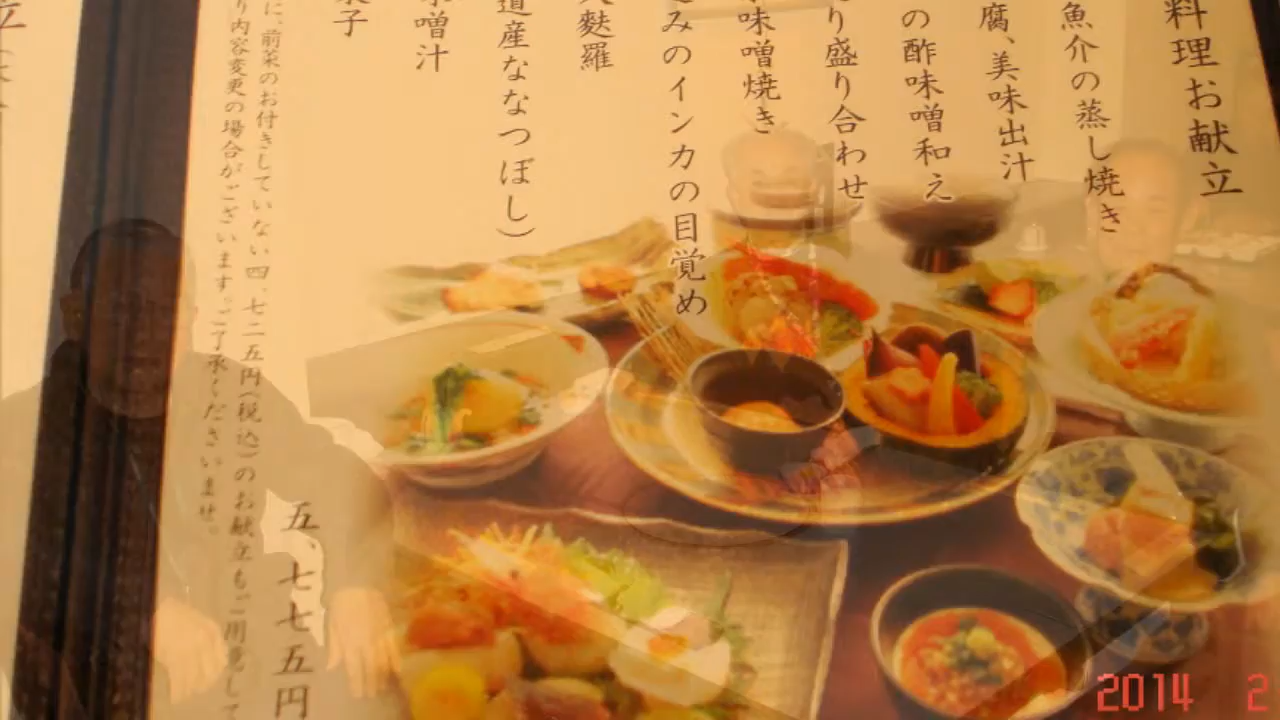 料理お献立
魚介の蒸し焼き
腐、美味出汁
の酢味噌和え
り盛り合わせ
味噌焼き
みのインカの目覚め
麩羅
道産ななつぼし）
噌汁
菓子
五、七七五円
に、前菜のお付きしていない四、七二五円（税込）のお献立もご用意して
り内容変更の場合がございます。ご了承くださいませ。
立
2014 2